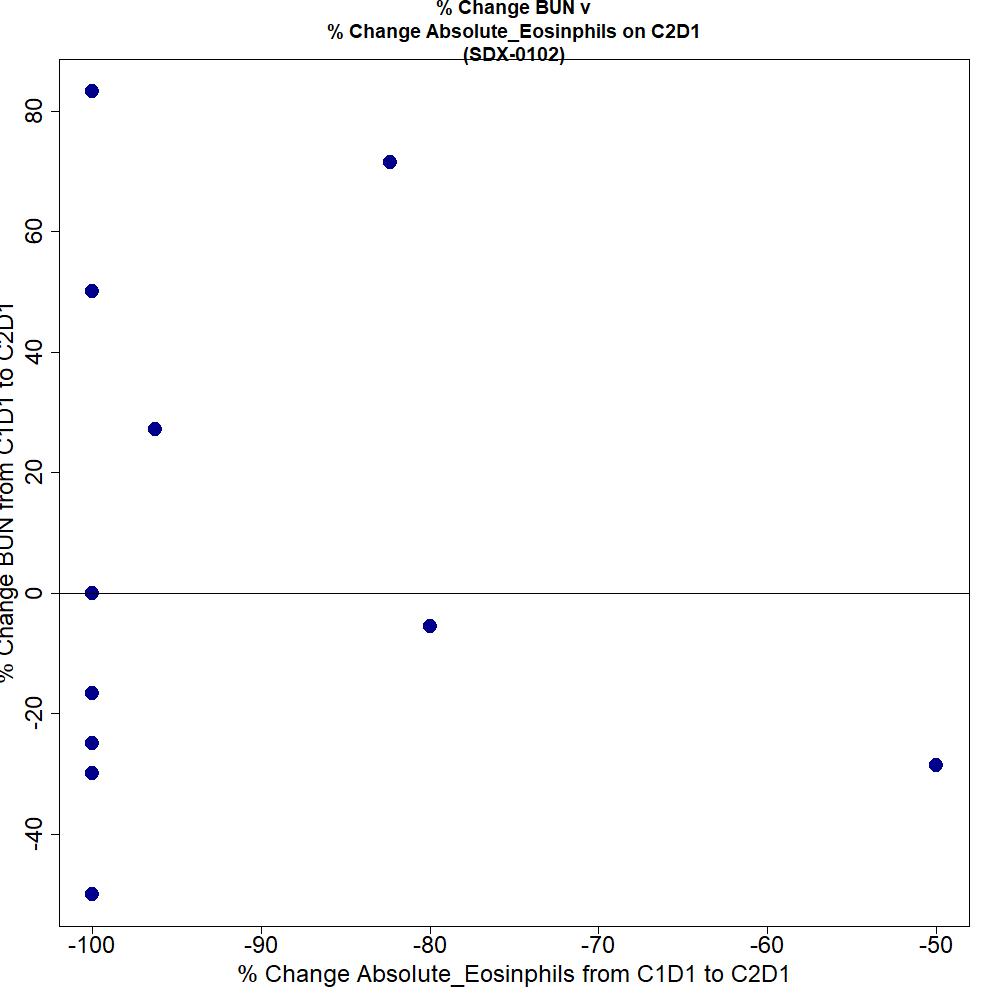 % Change BUN v
% Change Absolute_Eosinphils on C2D1
(SDX-0102)
% Change BUN from C1D1 to C2D1
80
60
40
20
0
-20
-40
-100
-90
-80
-70
-60
-50
% Change Absolute_Eosinphils from C1D1 to C2D1